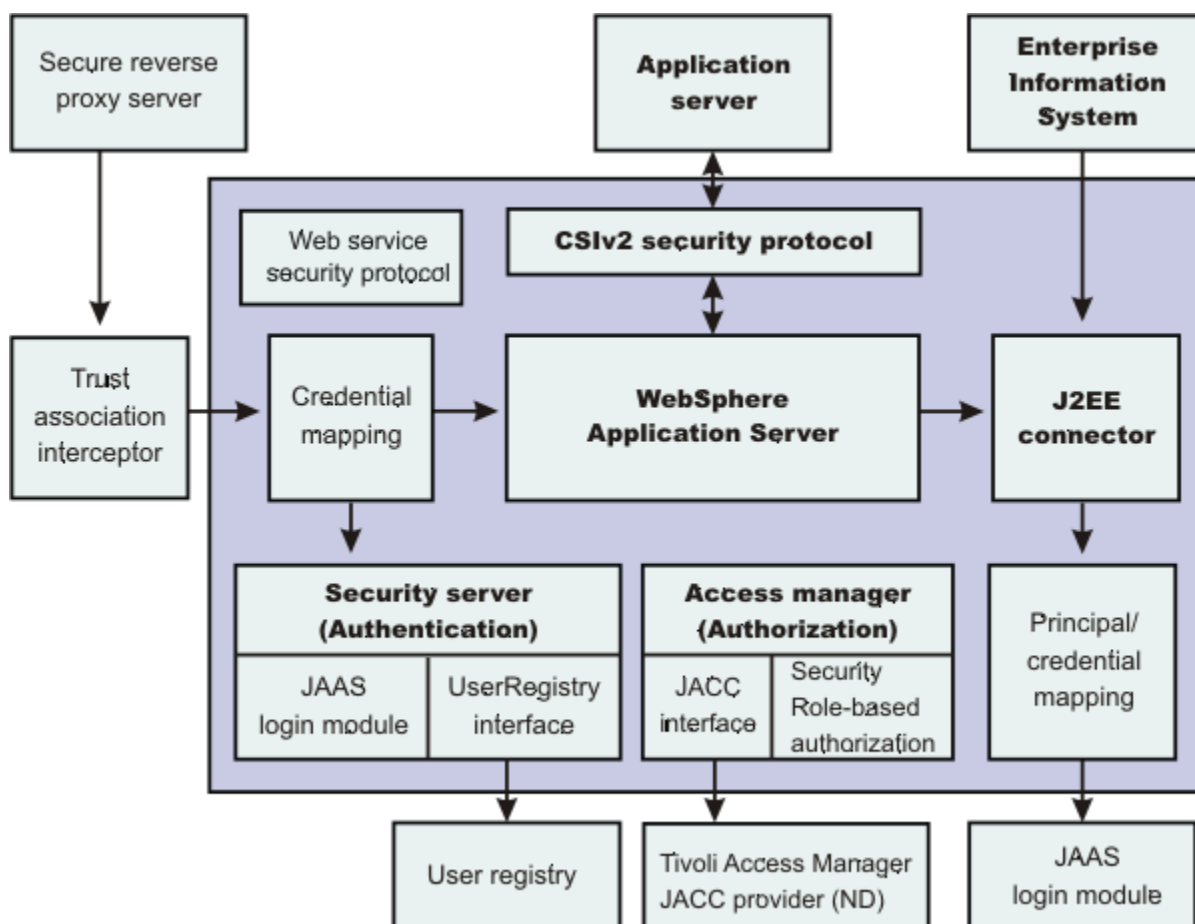 Secure reverse
proxy server
Application
server
Enterprise
Information
System
Web service
security protocol
CSIv2 security protocol
Trust
association
interceptor
Credential
mapping
WebSphere
Application Server
J2EE
connector
Security server
(Authentication)
JAAS
login module
UserRegistry
interface
Access manager
(Authorization)
JACC
interface
Security
Role-based
authorization
Principal/
credential
mapping
User registry
Tivoli Access Manager
JACC provider (ND)
JAAS
login module